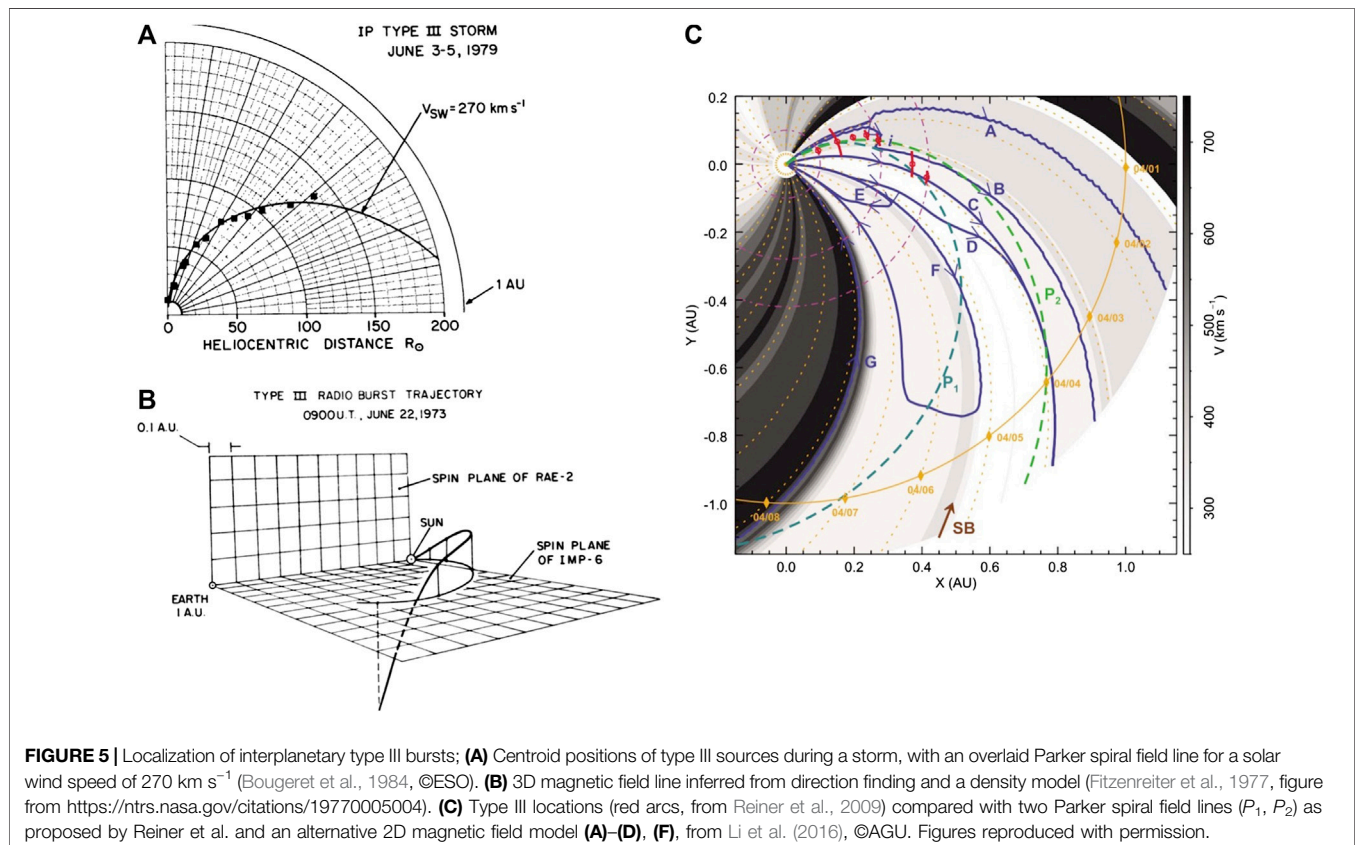 A
IP TYPE III STORM
JUNE 3-5, 1979
V_SW = 270 km s⁻¹
1 AU
0 50 100 150 200
HELIOCENTRIC DISTANCE R⊙
B
TYPE III RADIO BURST TRAJECTORY
0900 U.T., JUNE 22, 1973
0.1 A.U.
SPIN PLANE OF RAE-2
SUN
SPIN PLANE
OF IMP-6
EARTH
1 A.U.
C
0.2
0.0
-0.2
-0.4
-0.6
-0.8
-1.0
Y (AU)
A
i
B
C
D
E
F
G
P₁
P₂
SB
04/01
04/02
04/03
04/04
04/05
04/06
04/07
04/08
0.0 0.2 0.4 0.6 0.8 1.0
X (AU)
700
600
500
400
300
V (km s⁻¹)
FIGURE 5 | Localization of interplanetary type III bursts; (A) Centroid positions of type III sources during a storm, with an overlaid Parker spiral field line for a solar
wind speed of 270 km s⁻¹ (Bougeret et al., 1984, ©ESO). (B) 3D magnetic field line inferred from direction finding and a density model (Fitzenreiter et al., 1977, figure
from https://ntrs.nasa.gov/citations/19770005004). (C) Type III locations (red arcs, from Reiner et al., 2009) compared with two Parker spiral field lines (P₁, P₂) as
proposed by Reiner et al. and an alternative 2D magnetic field model (A)–(D), (F), from Li et al. (2016), ©AGU. Figures reproduced with permission.